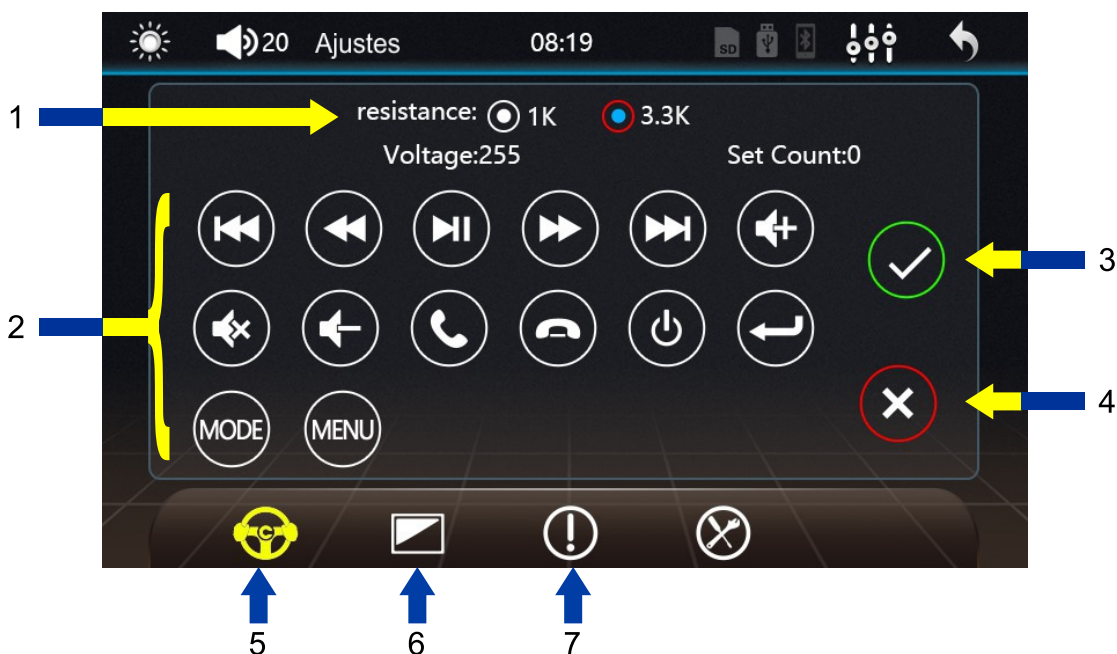 20 Ajustes 08:19 SD
1 resistance: 1K 3.3K
Voltage:255 Set Count:0
3
2
4
MODE MENU
C
5 6 7